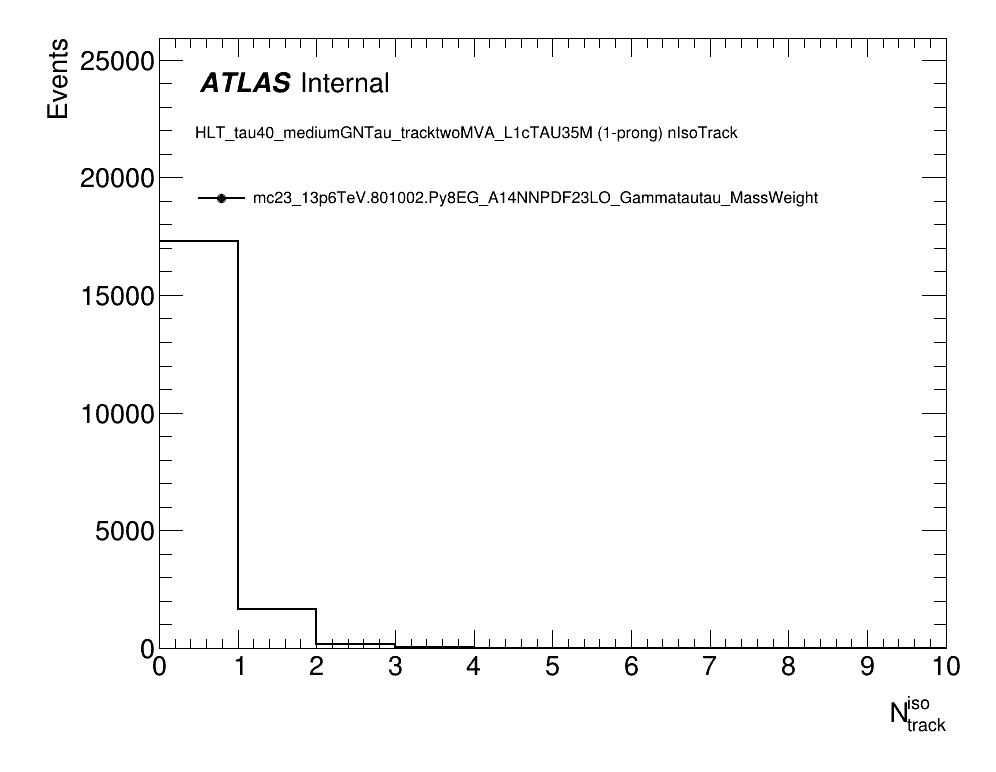 Events
25000
20000
15000
10000
5000
0
ATLAS Internal
HLT_tau40_mediumGNTau_tracktwoMVA_L1cTAU35M (1-prong) nIsoTrack
mc23_13p6TeV.801002.Py8EG_A14NNPDF23LO_Gammatautau_MassWeight
0 1 2 3 4 5 6 7 8 9 10
N iso track